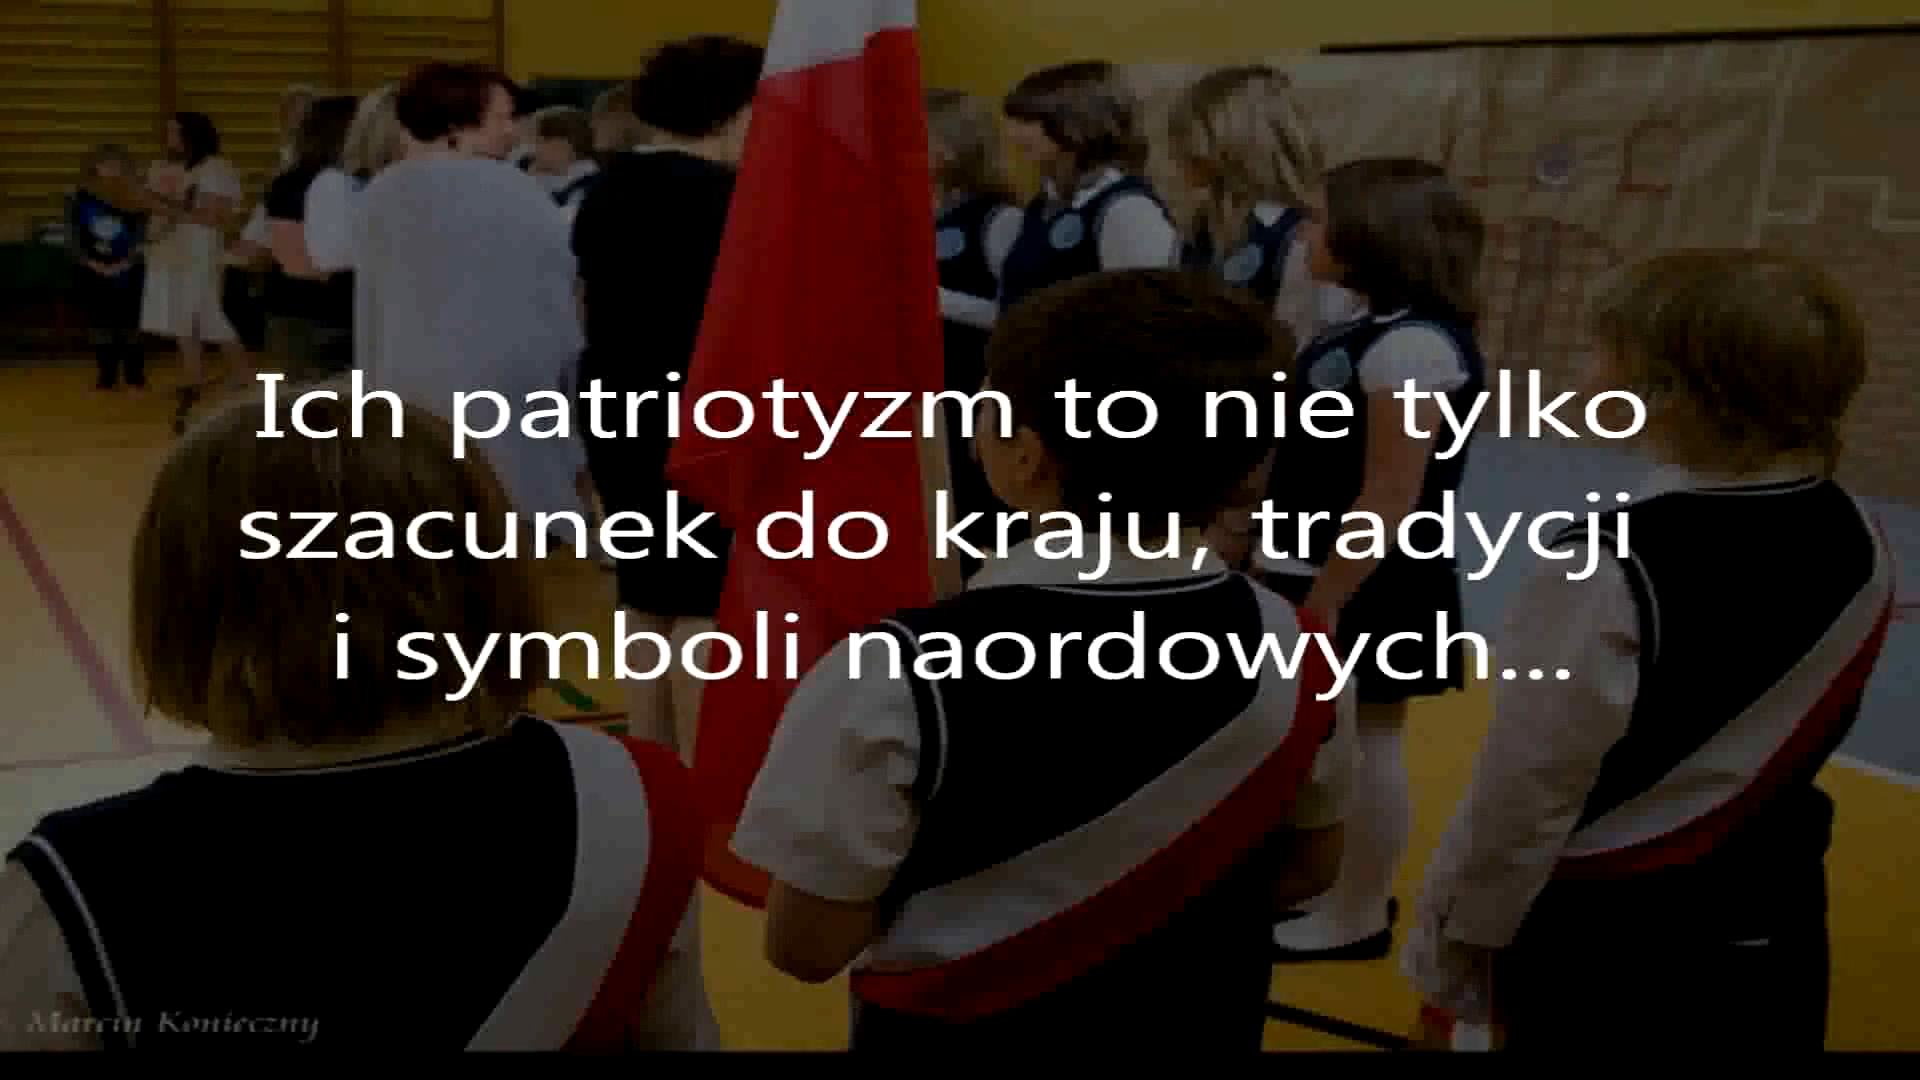 Ich patriotyzm to nie tylko
szacunek do kraju, tradycji
i symboli naordowych...
Marcin Konieczny